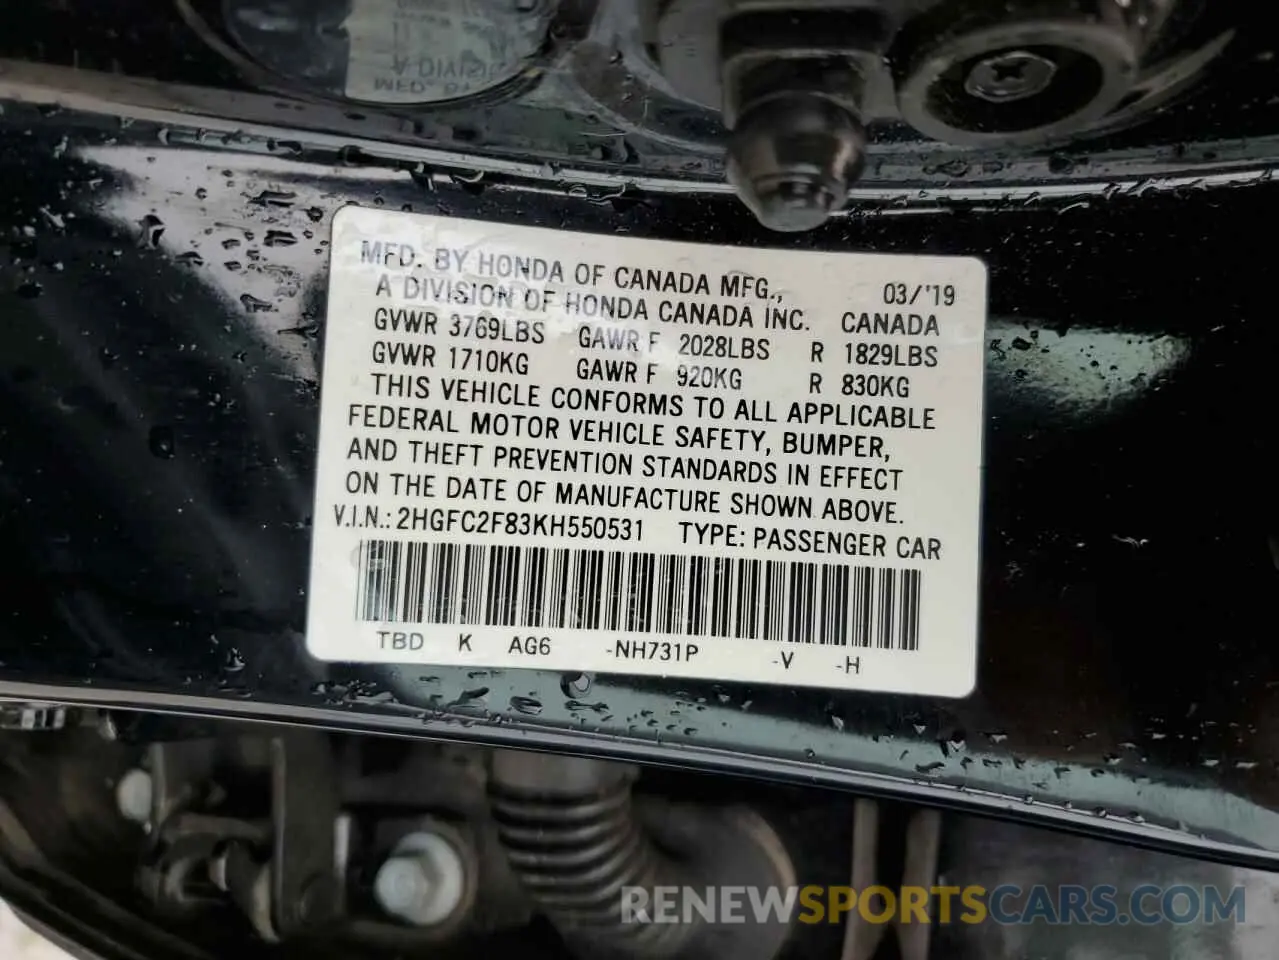 MFD. BY HONDA OF CANADA MFG.,
A DIVISION OF HONDA CANADA INC.
03/'19
CANADA
GVWR 3769LBS GAWR F 2028LBS R 1829LBS
GVWR 1710KG GAWR F 920KG R 830KG
THIS VEHICLE CONFORMS TO ALL APPLICABLE
FEDERAL MOTOR VEHICLE SAFETY, BUMPER,
AND THEFT PREVENTION STANDARDS IN EFFECT
ON THE DATE OF MANUFACTURE SHOWN ABOVE.
V.I.N.: 2HGFC2F83KH550531 TYPE: PASSENGER CAR
TBD K AG6 -NH731P -V -H
RENEWSPORTSCARS.COM